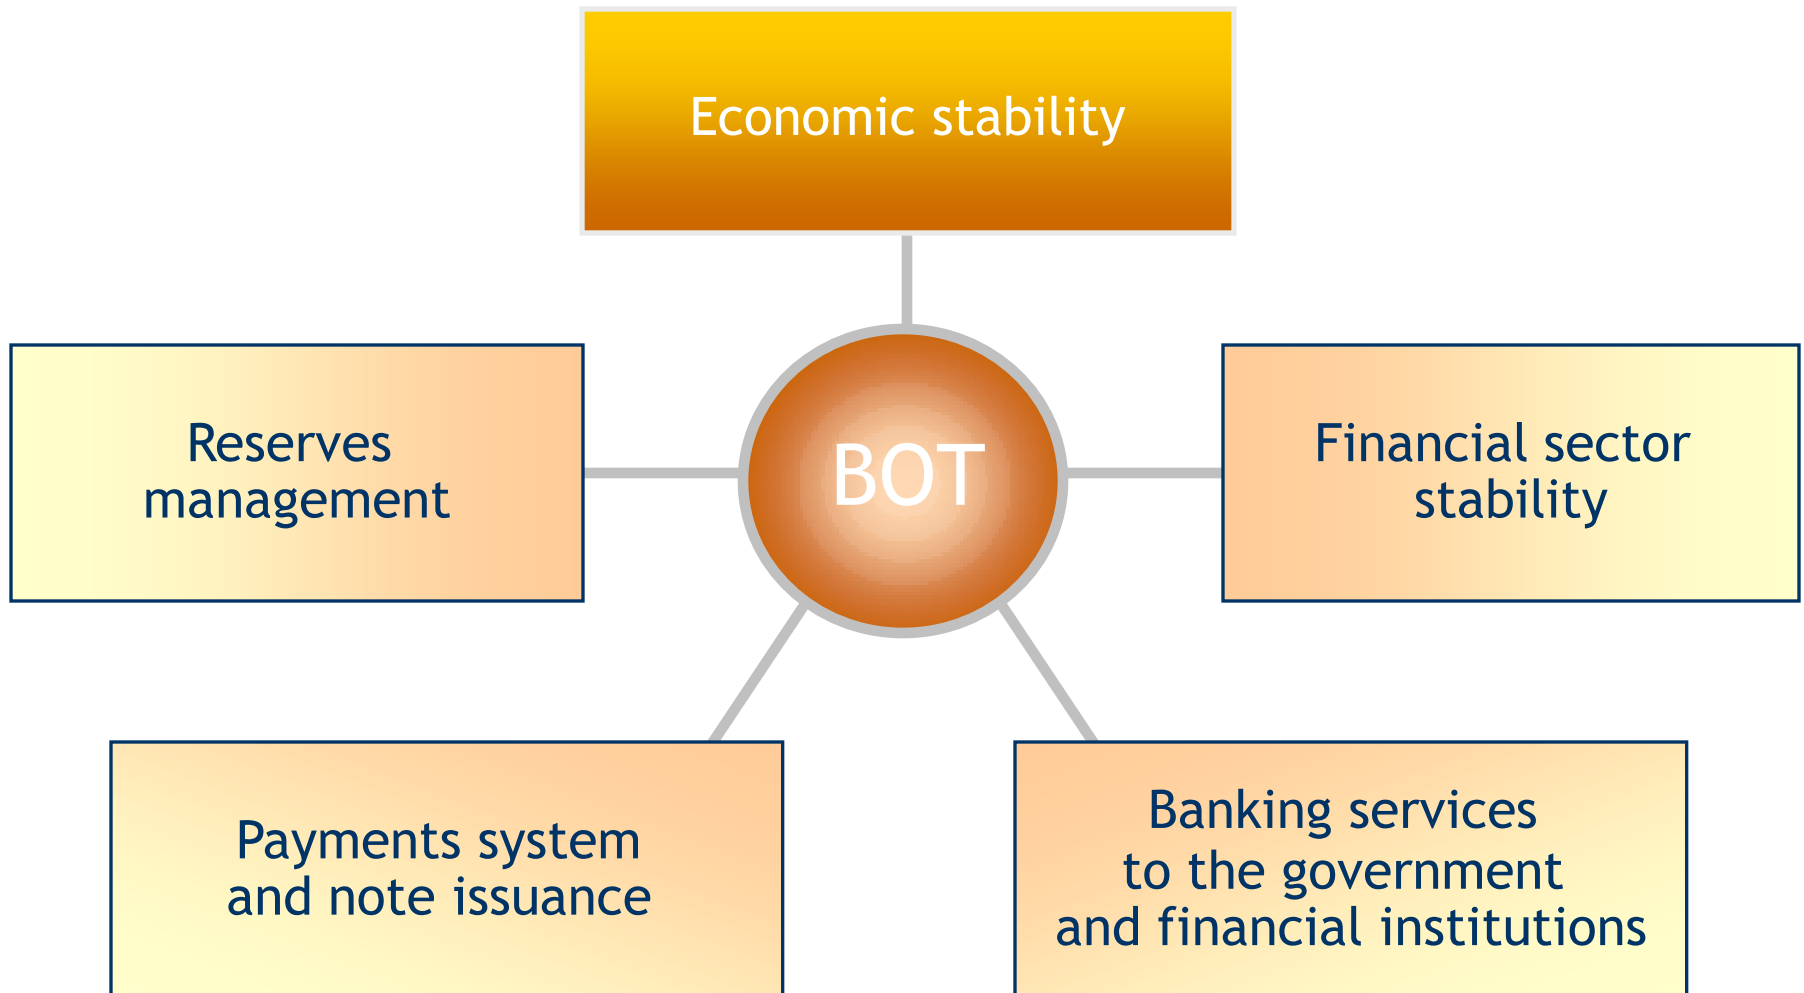 Economic stability
Reserves
management
BOT
Financial sector
stability
Payments system
and note issuance
Banking services
to the government
and financial institutions